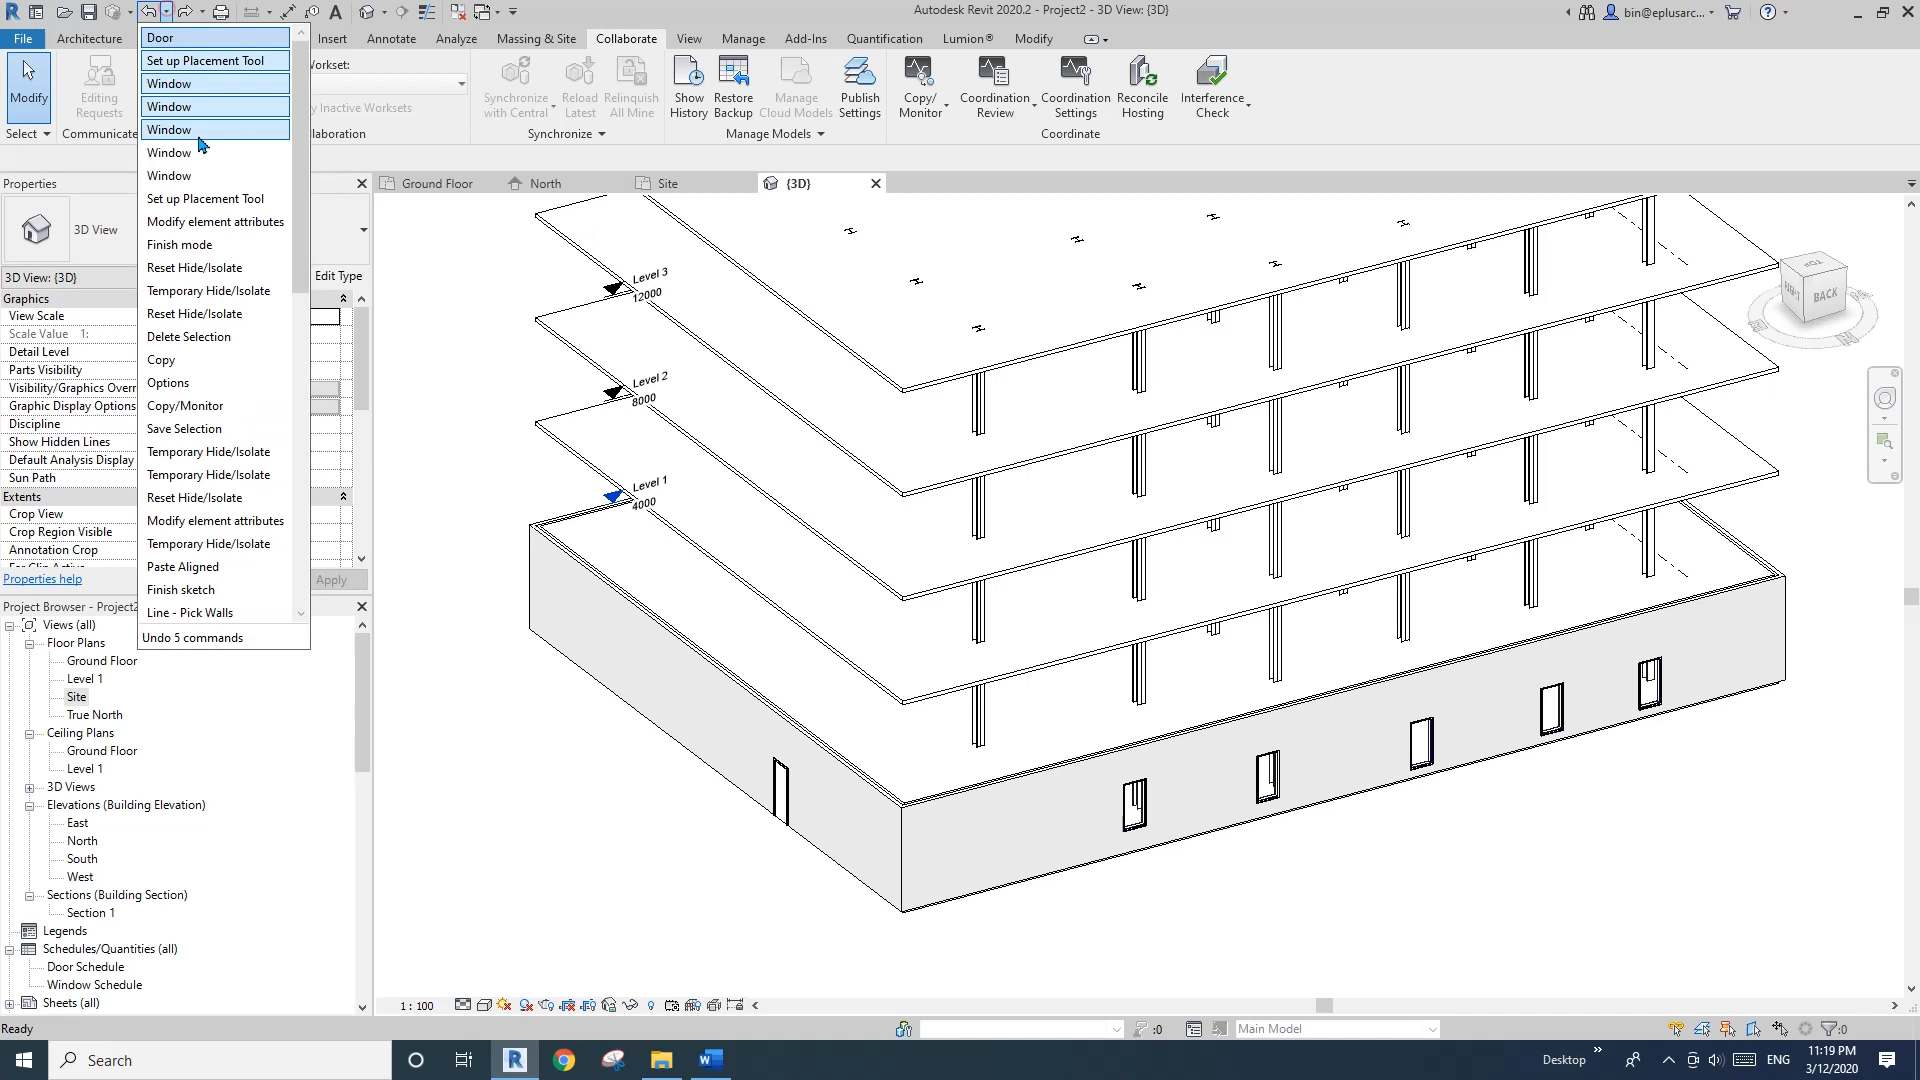 Autodesk Revit 2020.2 - Project2 - 3D View: {3D}
bin@eplusarc...
File
Architecture
Insert
Annotate
Analyze
Massing & Site
Collaborate
View
Manage
Add-Ins
Quantification
Lumion®
Modify
Modify
Editing
Requests
Synchronize
with Central
Reload
Latest
Relinquish
All Mine
Show
History
Restore
Backup
Manage
Cloud Models
Publish
Settings
Copy/
Monitor
Coordination
Review
Coordination
Settings
Reconcile
Hosting
Interference
Check
Select
Communicate
Synchronize
Manage Models
Coordinate
Door
Set up Placement Tool
Window
Window
Window
Window
Window
Set up Placement Tool
Modify element attributes
Finish mode
Reset Hide/Isolate
Temporary Hide/Isolate
Reset Hide/Isolate
Delete Selection
Copy
Options
Copy/Monitor
Save Selection
Temporary Hide/Isolate
Temporary Hide/Isolate
Reset Hide/Isolate
Modify element attributes
Temporary Hide/Isolate
Paste Aligned
Finish sketch
Line - Pick Walls
Undo 5 commands
Properties
3D View
3D View: {3D}
Edit Type
Graphics
View Scale
Scale Value 1:
Detail Level
Parts Visibility
Visibility/Graphics Overr
Graphic Display Options
Discipline
Show Hidden Lines
Default Analysis Display
Sun Path
Extents
Crop View
Crop Region Visible
Annotation Crop
Properties help
Apply
Project Browser - Project2
Views (all)
Floor Plans
Ground Floor
Level 1
Site
True North
Ceiling Plans
Ground Floor
Level 1
3D Views
Elevations (Building Elevation)
East
North
South
West
Sections (Building Section)
Section 1
Legends
Schedules/Quantities (all)
Door Schedule
Window Schedule
Sheets (all)
Ground Floor
North
Site
{3D}
Level 3
12000
Level 2
8000
Level 1
4000
TOP
BACK
1 : 100
Ready
:0
Main Model
:0
Search
Desktop
ENG
11:19 PM
3/12/2020